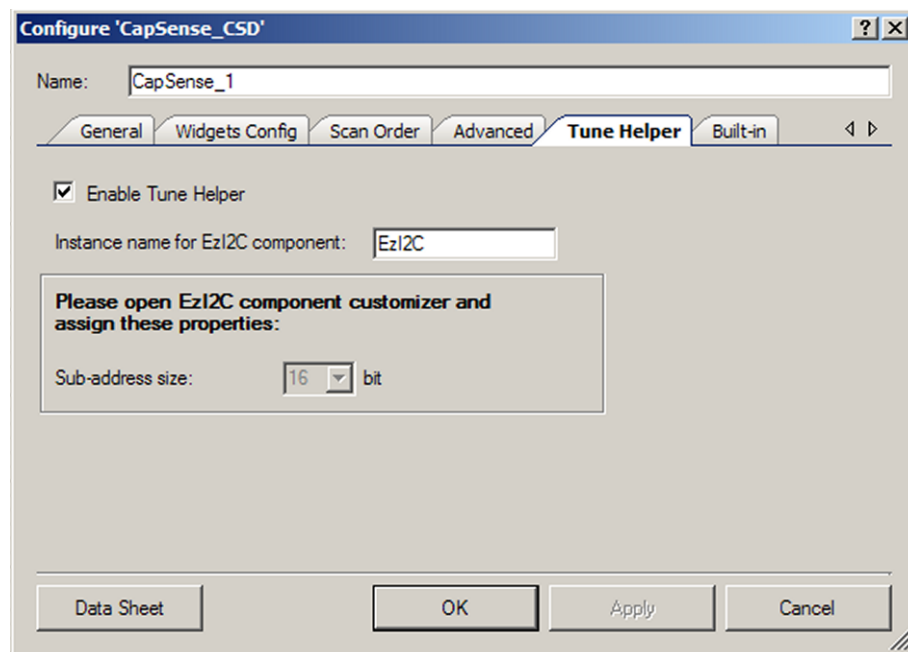 Configure 'CapSense_CSD'
Name: CapSense_1
General Widgets Config Scan Order Advanced Tune Helper Built-in
Enable Tune Helper
Instance name for EzI2C component: EzI2C
Please open EzI2C component customizer and
assign these properties:
Sub-address size: 16 bit
Data Sheet OK Apply Cancel